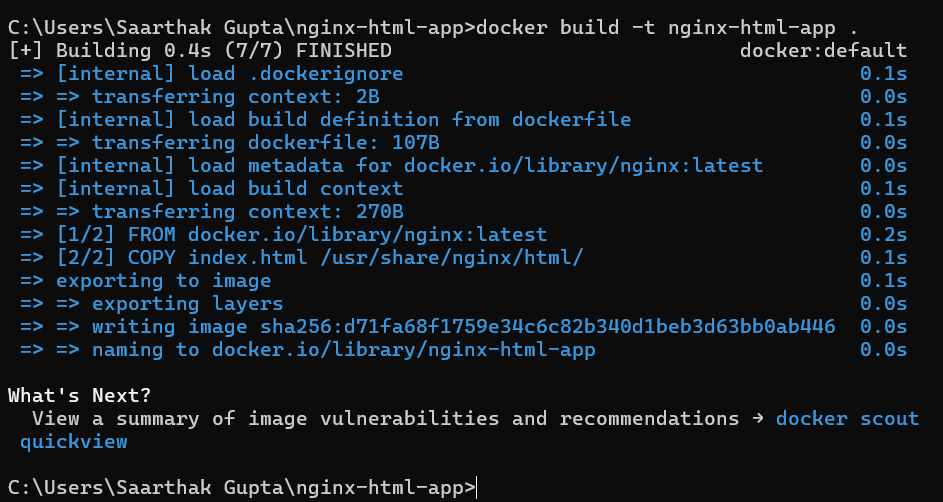 C:\Users\Saarthak Gupta\nginx-html-app>docker build -t nginx-html-app .
[+] Building 0.4s (7/7) FINISHED docker:default
=> [internal] load .dockerignore 0.1s
=> => transferring context: 2B 0.0s
=> [internal] load build definition from dockerfile 0.1s
=> => transferring dockerfile: 107B 0.0s
=> [internal] load metadata for docker.io/library/nginx:latest 0.0s
=> [internal] load build context 0.1s
=> => transferring context: 270B 0.0s
=> [1/2] FROM docker.io/library/nginx:latest 0.2s
=> [2/2] COPY index.html /usr/share/nginx/html/ 0.1s
=> exporting to image 0.1s
=> => exporting layers 0.0s
=> => writing image sha256:d71fa68f1759e34c6c82b340d1beb3d63bb0ab446 0.0s
=> => naming to docker.io/library/nginx-html-app 0.0s
What's Next?
View a summary of image vulnerabilities and recommendations → docker scout
quickview
C:\Users\Saarthak Gupta\nginx-html-app>